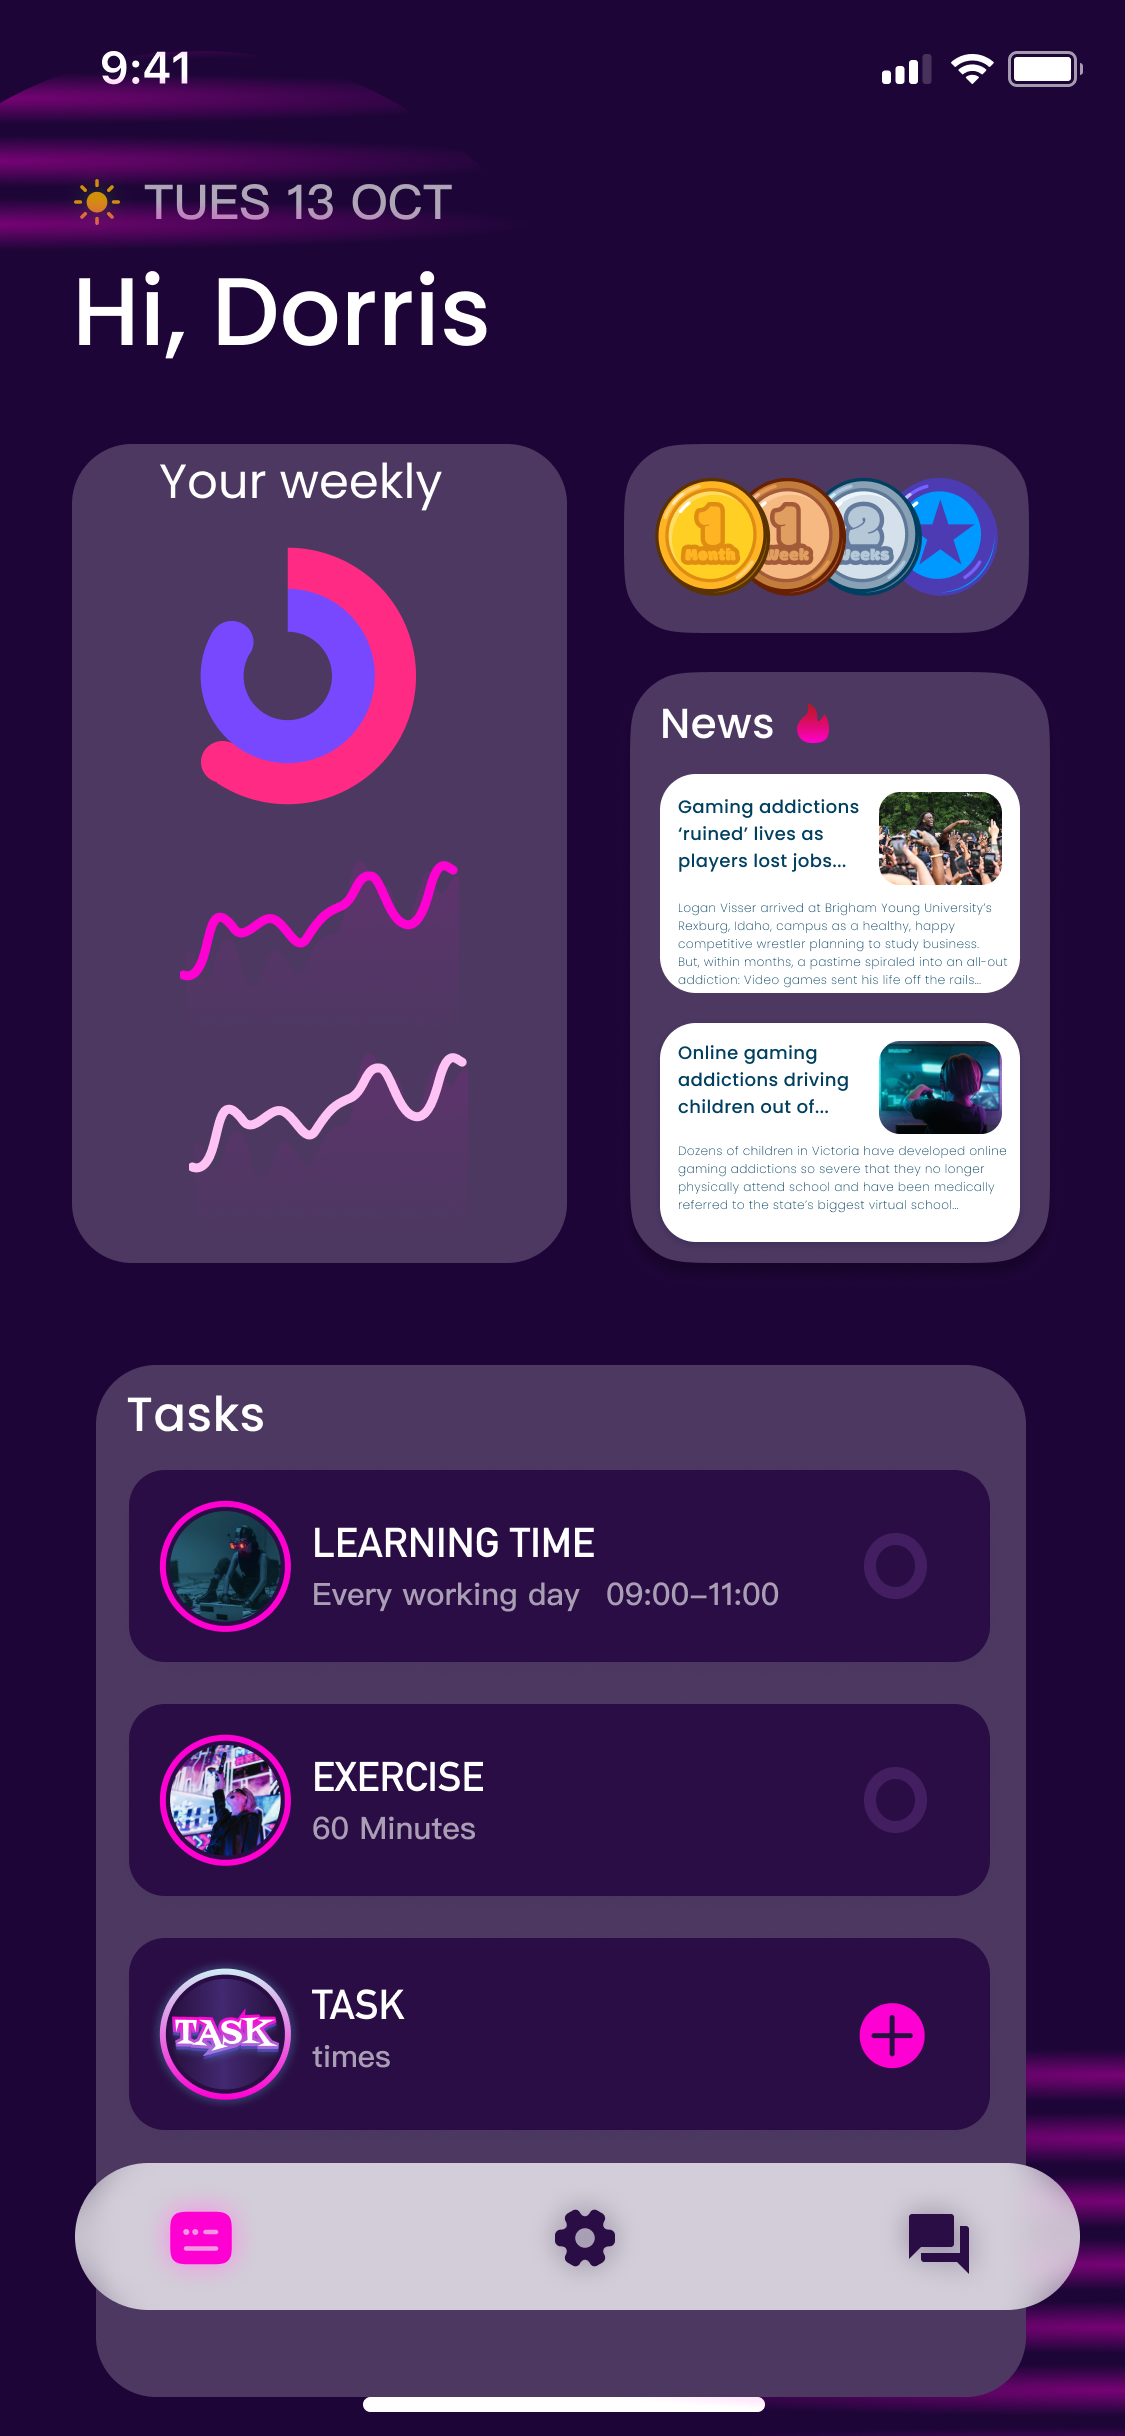 9:41
TUES 13 OCT
Hi, Dorris
Your weekly
1
Month
1
Week
2
Weeks
News
Gaming addictions
‘ruined’ lives as
players lost jobs...
Logan Visser arrived at Brigham Young University’s
Rexburg, Idaho, campus as a healthy, happy
competitive wrestler planning to study business.
But, within months, a pastime spiraled into an all-out
addiction: Video games sent his life off the rails...
Online gaming
addictions driving
children out of...
Dozens of children in Victoria have developed online
gaming addictions so severe that they no longer
physically attend school and have been medically
referred to the state’s biggest virtual school...
Tasks
LEARNING TIME
Every working day 09:00–11:00
EXERCISE
60 Minutes
TASK
TASK
times